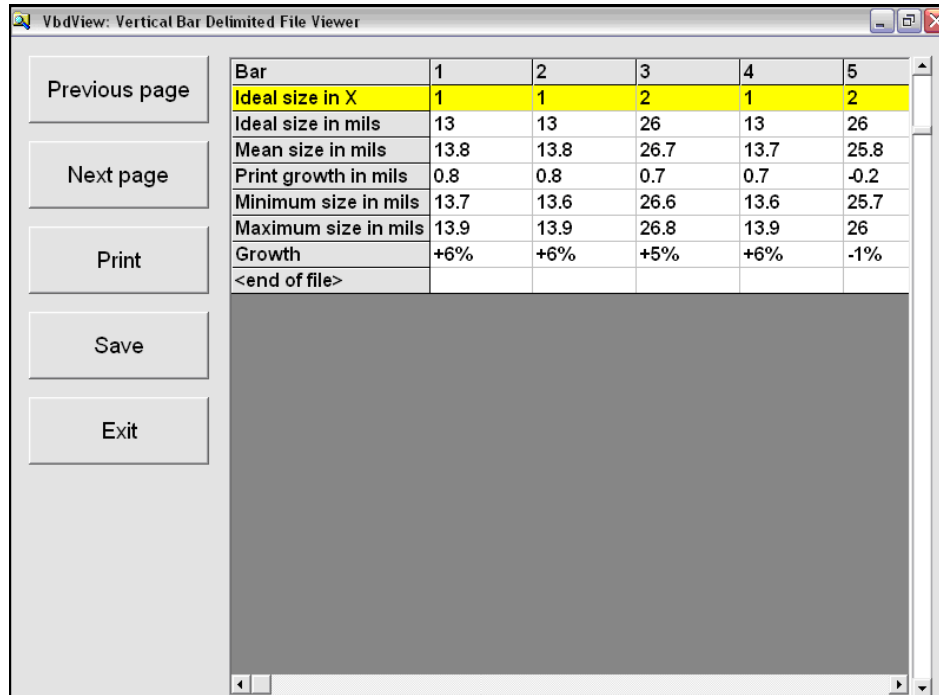 VbdView: Vertical Bar Delimited File Viewer
Previous page
Next page
Print
Save
Exit
Bar 1 2 3 4 5
Ideal size in X 1 1 2 1 2
Ideal size in mils 13 13 26 13 26
Mean size in mils 13.8 13.8 26.7 13.7 25.8
Print growth in mils 0.8 0.8 0.7 0.7 -0.2
Minimum size in mils 13.7 13.6 26.6 13.6 25.7
Maximum size in mils 13.9 13.9 26.8 13.9 26
Growth +6% +6% +5% +6% -1%
<end of file>